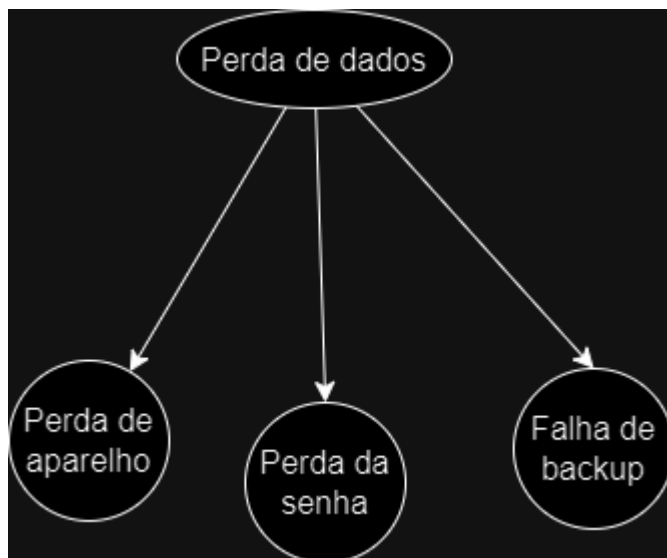 Perda de dados
Perda de
aparelho
Perda da
senha
Falha de
backup